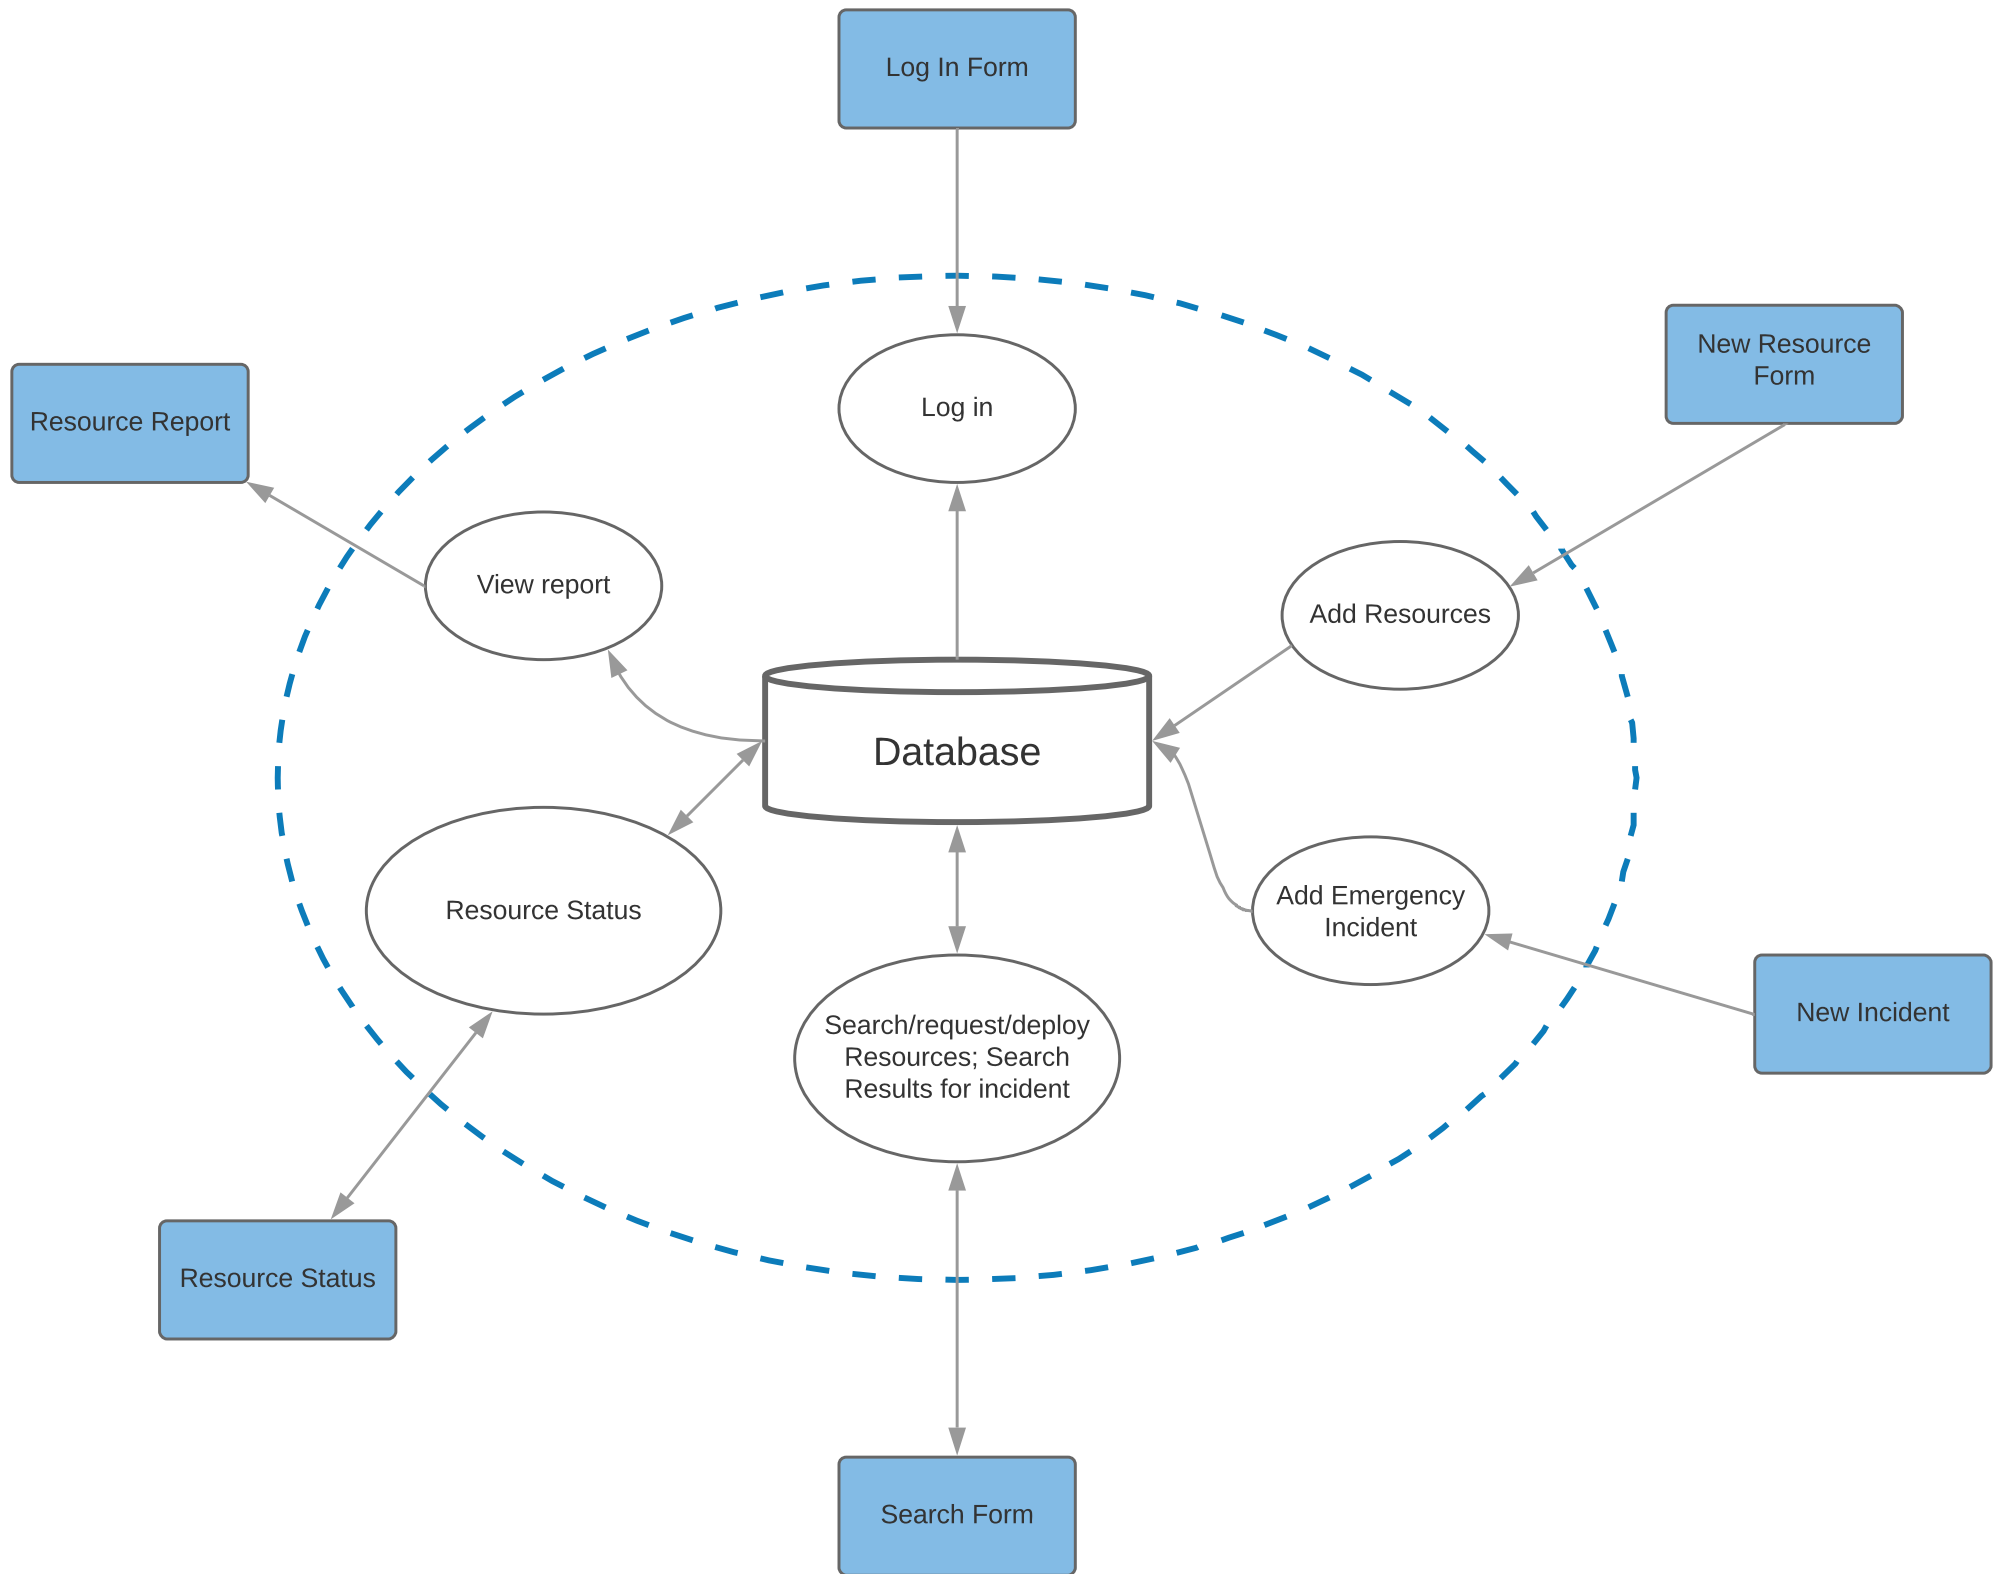 Log In Form
New Resource
Form
Resource Report
Log in
View report
Add Resources
Database
Resource Status
Add Emergency
Incident
Search/request/deploy
Resources; Search
Results for incident
New Incident
Resource Status
Search Form